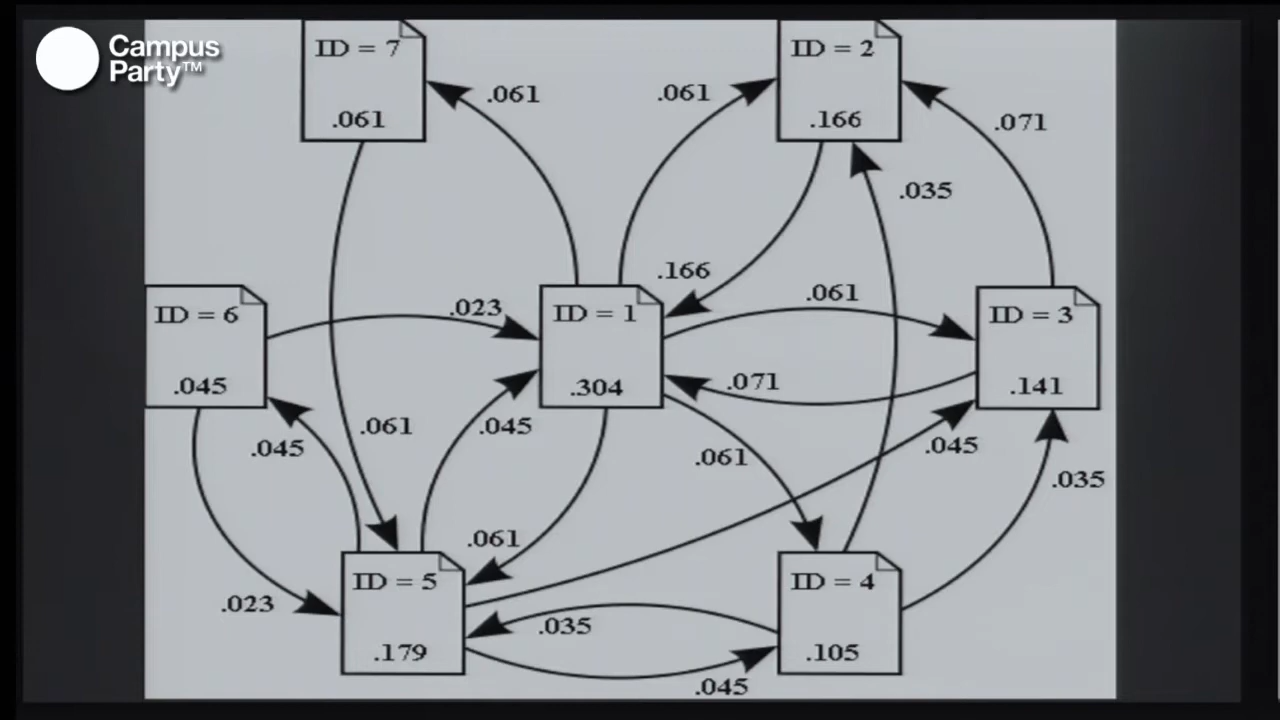 Campus
Party™
ID = 7
.061
ID = 2
.166
.061
.061
.071
.035
.166
ID = 6
.045
.023
ID = 1
.304
.061
.071
ID = 3
.141
.045
.061
.045
.061
.045
.035
.061
ID = 5
.179
.023
.035
.045
ID = 4
.105